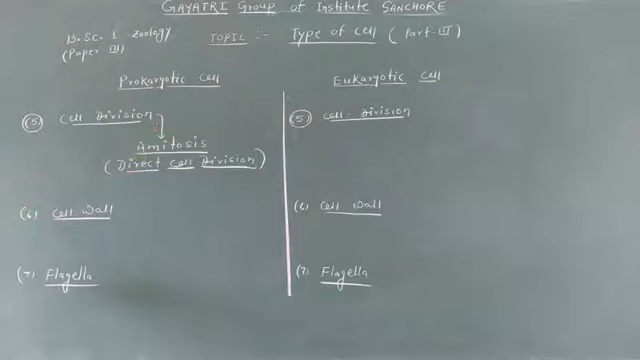 GAYATRI Group of Institute SANCHORE
B.SC. I Zoology
(Paper III)
TOPIC :- Type of cell (Part-III)
Prokaryotic Cell
Eukaryotic Cell
(5) Cell Division
Amitosis
(Direct Cell Division)
(6) Cell Wall
(7) Flagella
(5) Cell Division
(6) Cell Wall
(7) Flagella